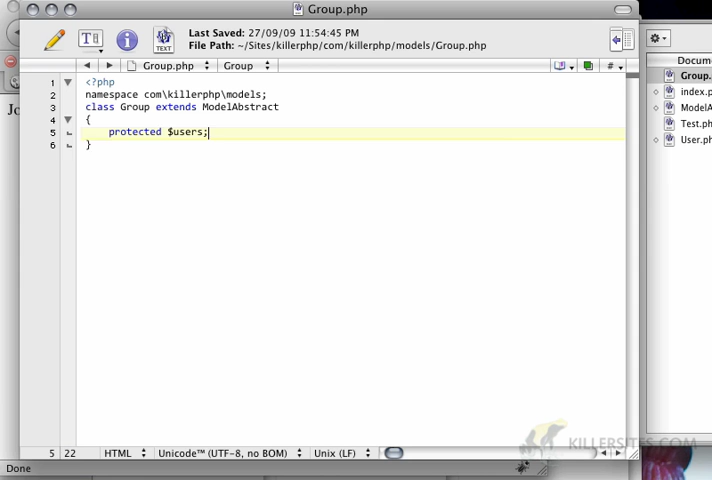 Group.php
Last Saved: 27/09/09 11:54:45 PM
File Path: ~/Sites/killerphp/com/killerphp/models/Group.php
TEXT
Group.php Group #
1 <?php
2 namespace com\killerphp\models;
3 class Group extends ModelAbstract
4 {
5 protected $users;
6 }
5 22 HTML Unicode™ (UTF-8, no BOM) Unix (LF)
Done
Docume
Group.
index.p
ModelA
Test.ph
User.ph
KILLERSITES.COM